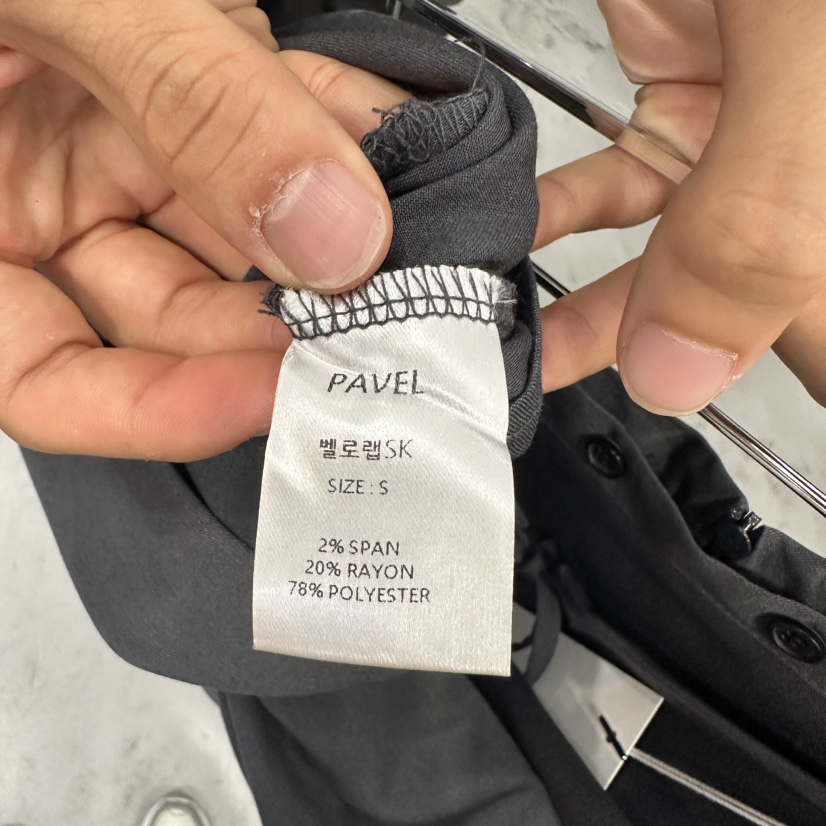 PAVEL
벨로랩SK
SIZE : S
2% SPAN
20% RAYON
78% POLYESTER